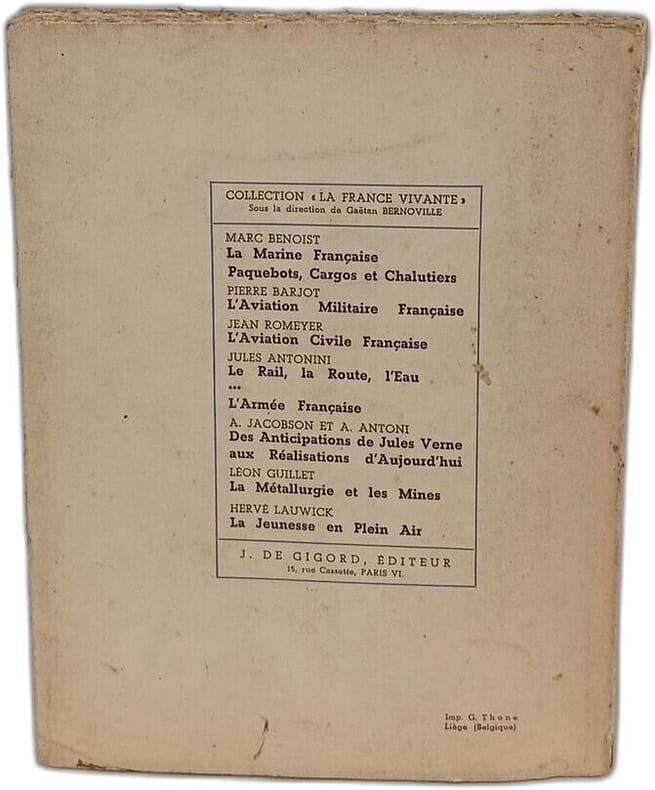 COLLECTION « LA FRANCE VIVANTE »
Sous la direction de Gaëtan BERNOVILLE
MARC BENOIST
La Marine Française
Paquebots, Cargos et Chalutiers
PIERRE BARJOT
L'Aviation Militaire Française
JEAN ROMEYER
L'Aviation Civile Française
JULES ANTONINI
Le Rail, la Route, l'Eau
•••
L'Armée Française
A. JACOBSON ET A. ANTONI
Des Anticipations de Jules Verne
aux Réalisations d'Aujourd'hui
LÉON GUILLET
La Métallurgie et les Mines
HERVÉ LAUWICK
La Jeunesse en Plein Air
J. DE GIGORD, ÉDITEUR
15, rue Cassette, PARIS VI.
Imp. G. Thone
Liège (Belgique)